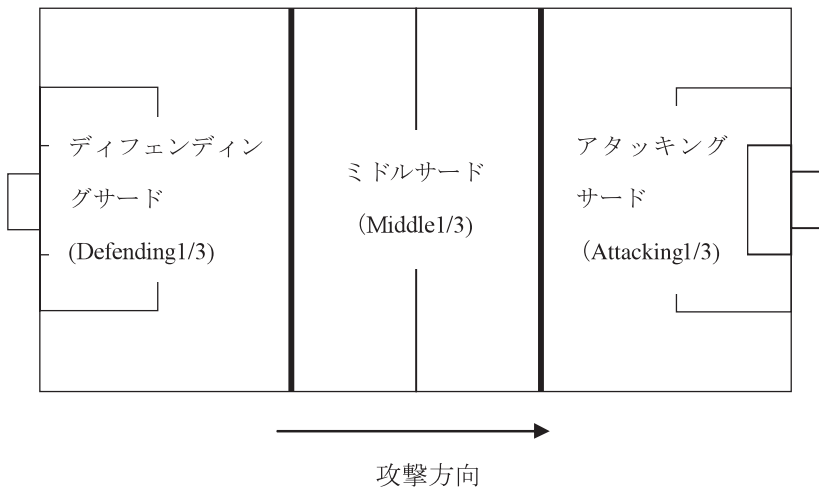 ディフェンディン
グサード
(Defending1/3)
ミドルサード
（Middle1/3)
アタッキング
サード
（Attacking1/3)
攻撃方向